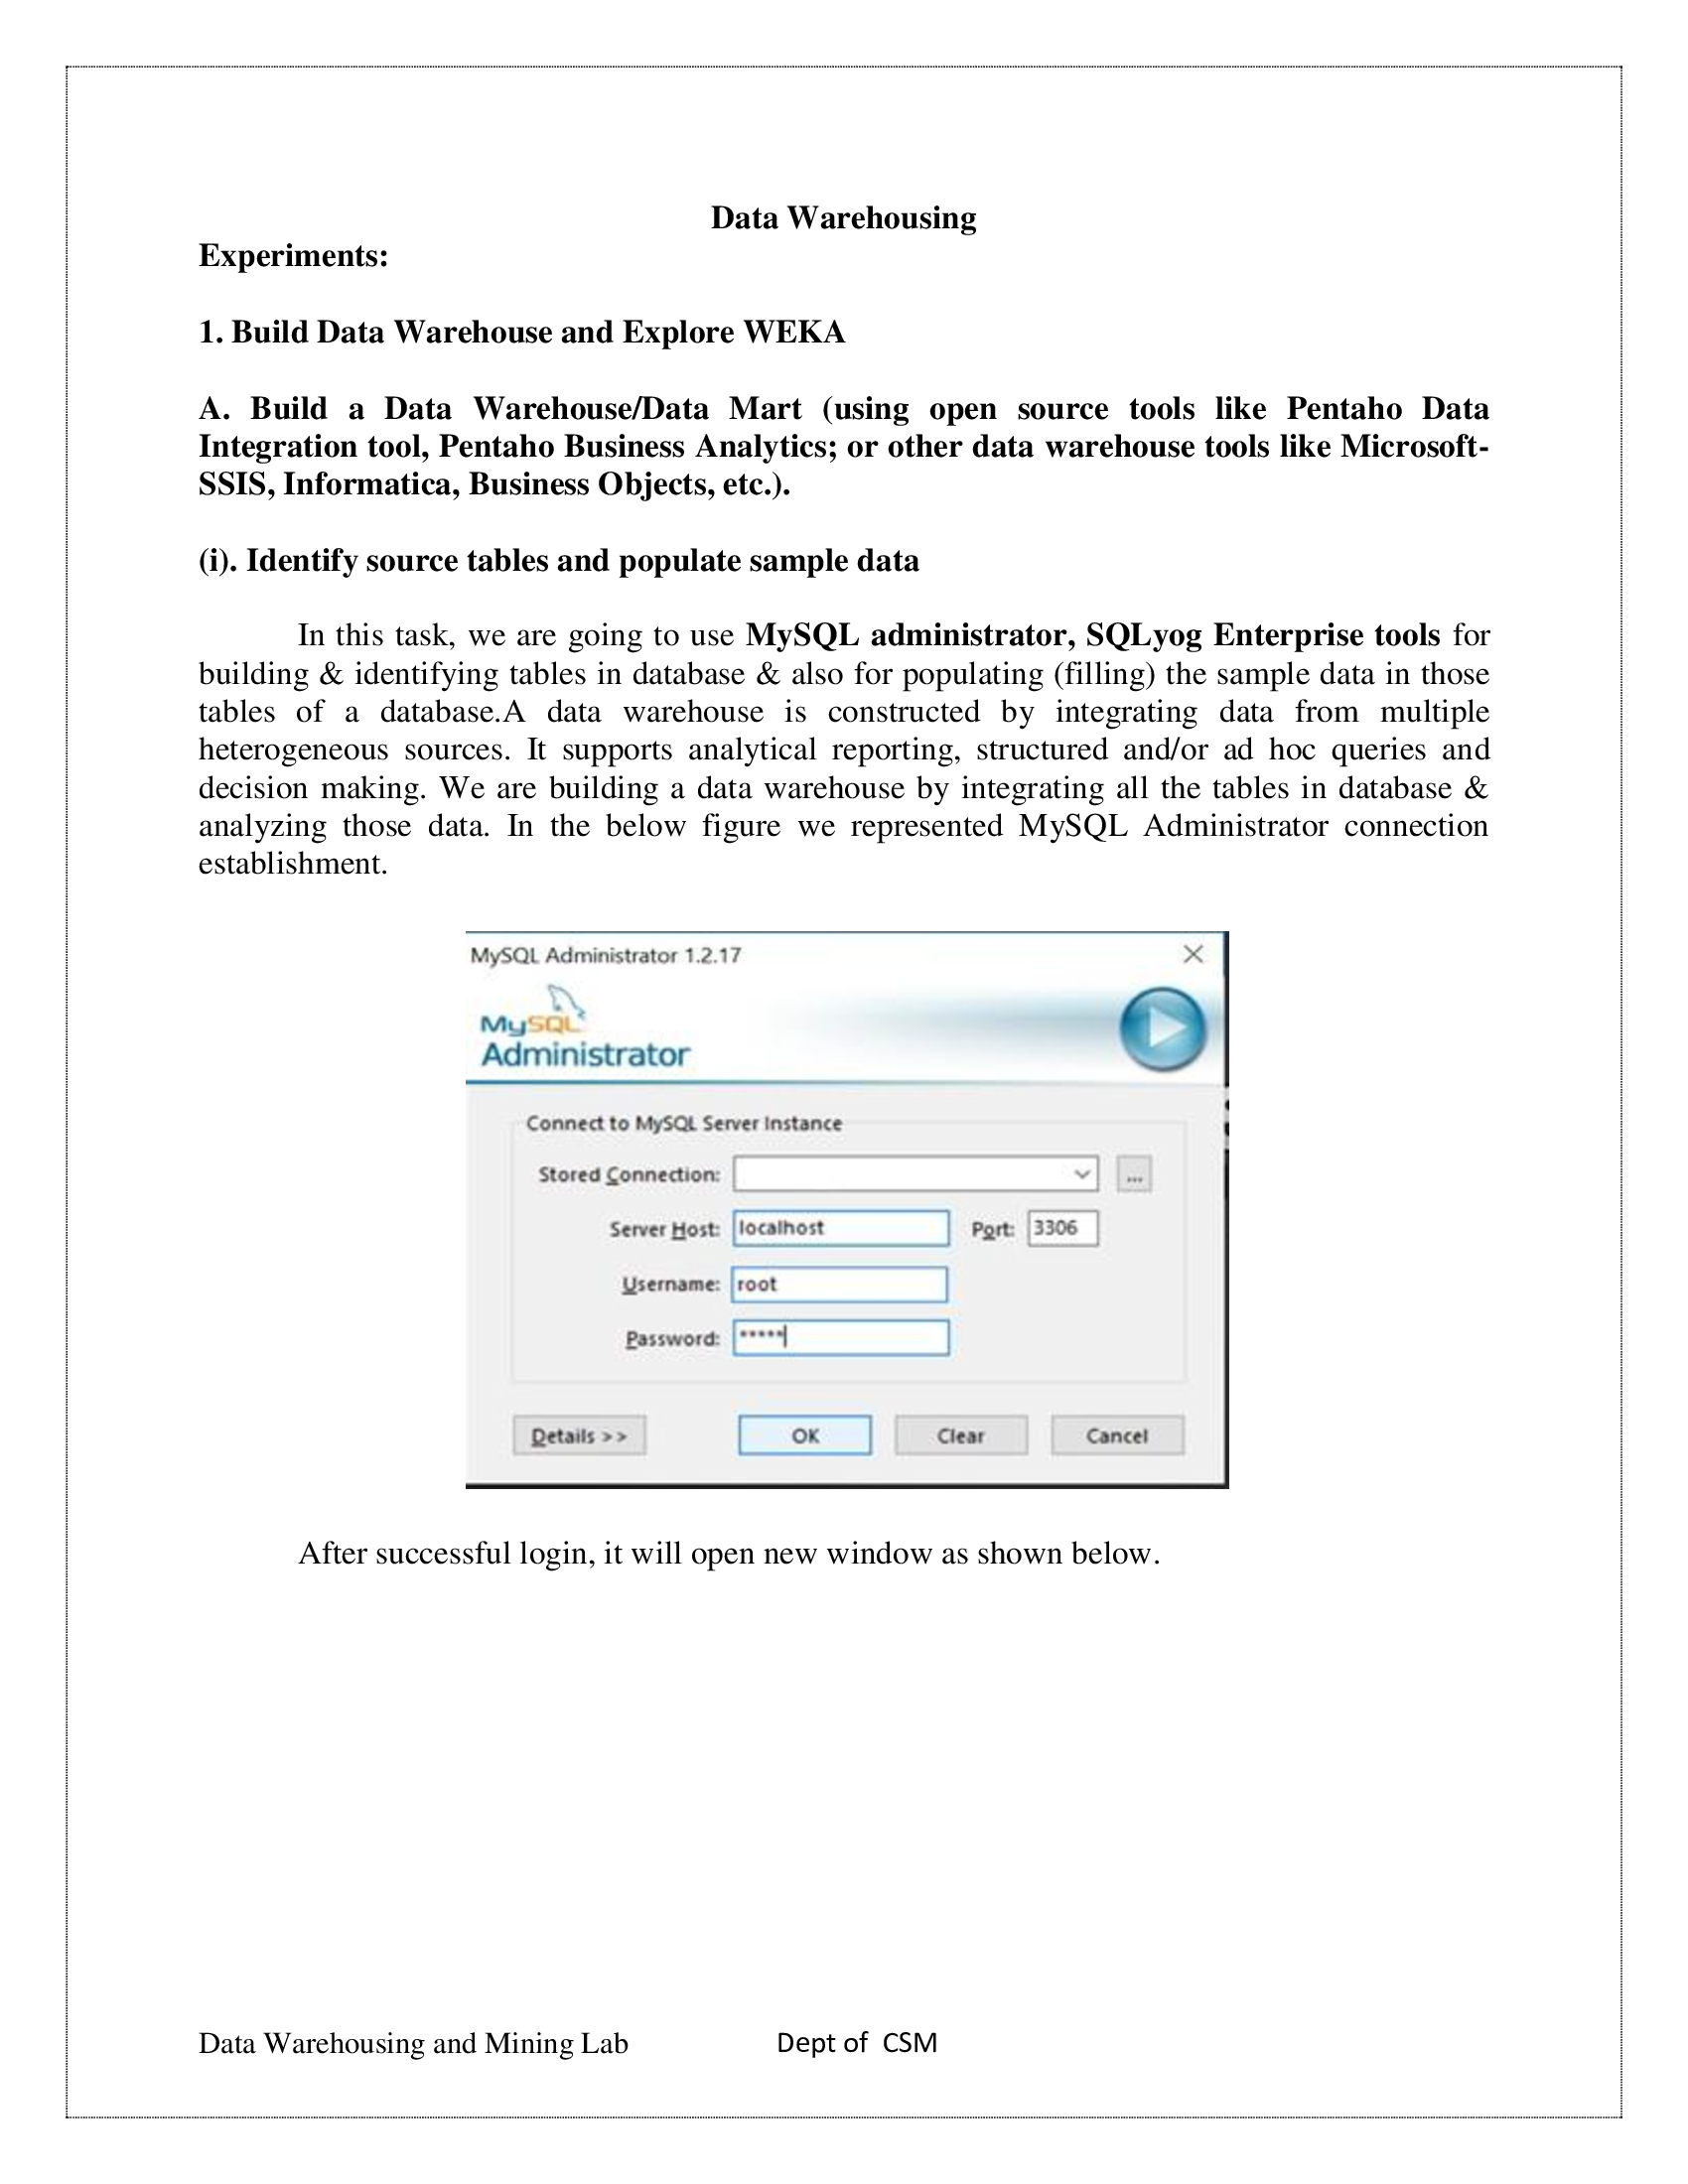 Data Warehousing
Experiments:
1. Build Data Warehouse and Explore WEKA
A. Build a Data Warehouse/Data Mart (using open source tools like Pentaho Data
Integration tool, Pentaho Business Analytics; or other data warehouse tools like Microsoft-
SSIS, Informatica, Business Objects, etc.).
(i). Identify source tables and populate sample data
In this task, we are going to use MySQL administrator, SQLyog Enterprise tools for
building & identifying tables in database & also for populating (filling) the sample data in those
tables of a database.A data warehouse is constructed by integrating data from multiple
heterogeneous sources. It supports analytical reporting, structured and/or ad hoc queries and
decision making. We are building a data warehouse by integrating all the tables in database &
analyzing those data. In the below figure we represented MySQL Administrator connection
establishment.
MySQL Administrator 1.2.17
MySQL
Administrator
Connect to MySQL Server Instance
Stored Connection: ...
Server Host: localhost Port: 3306
Username: root
Password: *****
Details >> OK Clear Cancel
After successful login, it will open new window as shown below.
Data Warehousing and Mining Lab Dept of CSM